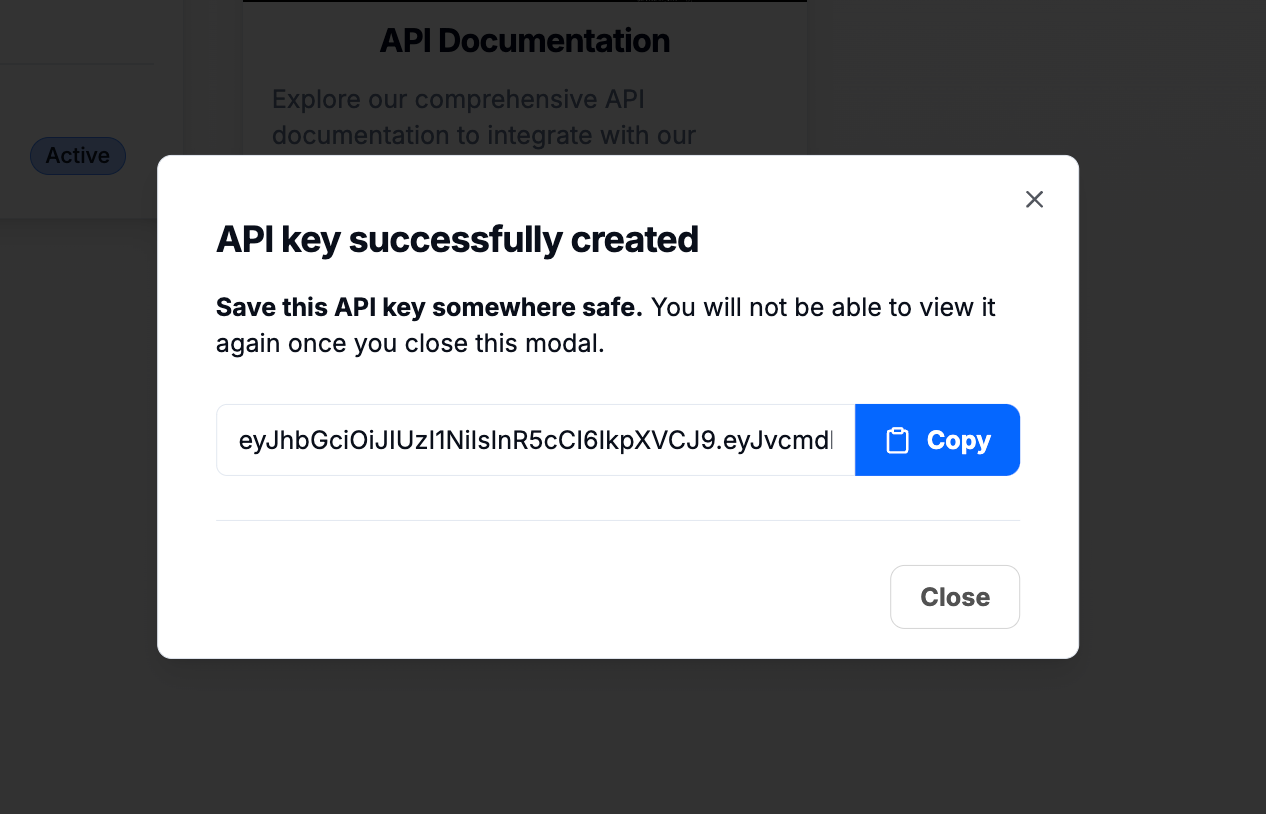 API Documentation
Explore our comprehensive API
documentation to integrate with our
Active
API key successfully created
Save this API key somewhere safe. You will not be able to view it
again once you close this modal.
eyJhbGciOiJIUzI1NiIsInR5cCI6IkpXVCJ9.eyJvcmdl
Copy
Close